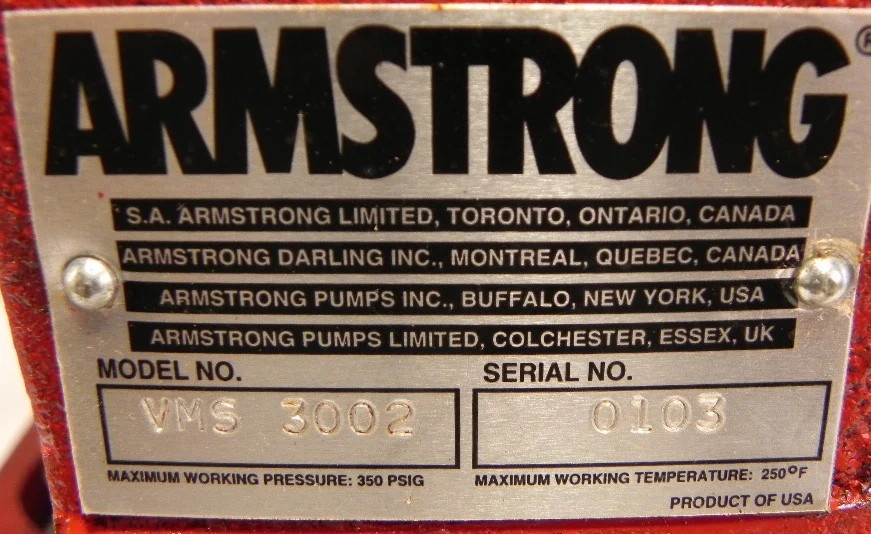 ARMSTRONG®
S.A. ARMSTRONG LIMITED, TORONTO, ONTARIO, CANADA
ARMSTRONG DARLING INC., MONTREAL, QUEBEC, CANADA
ARMSTRONG PUMPS INC., BUFFALO, NEW YORK, USA
ARMSTRONG PUMPS LIMITED, COLCHESTER, ESSEX, UK
MODEL NO. SERIAL NO.
VMS 3002 0103
MAXIMUM WORKING PRESSURE: 350 PSIG MAXIMUM WORKING TEMPERATURE: 250°F
PRODUCT OF USA